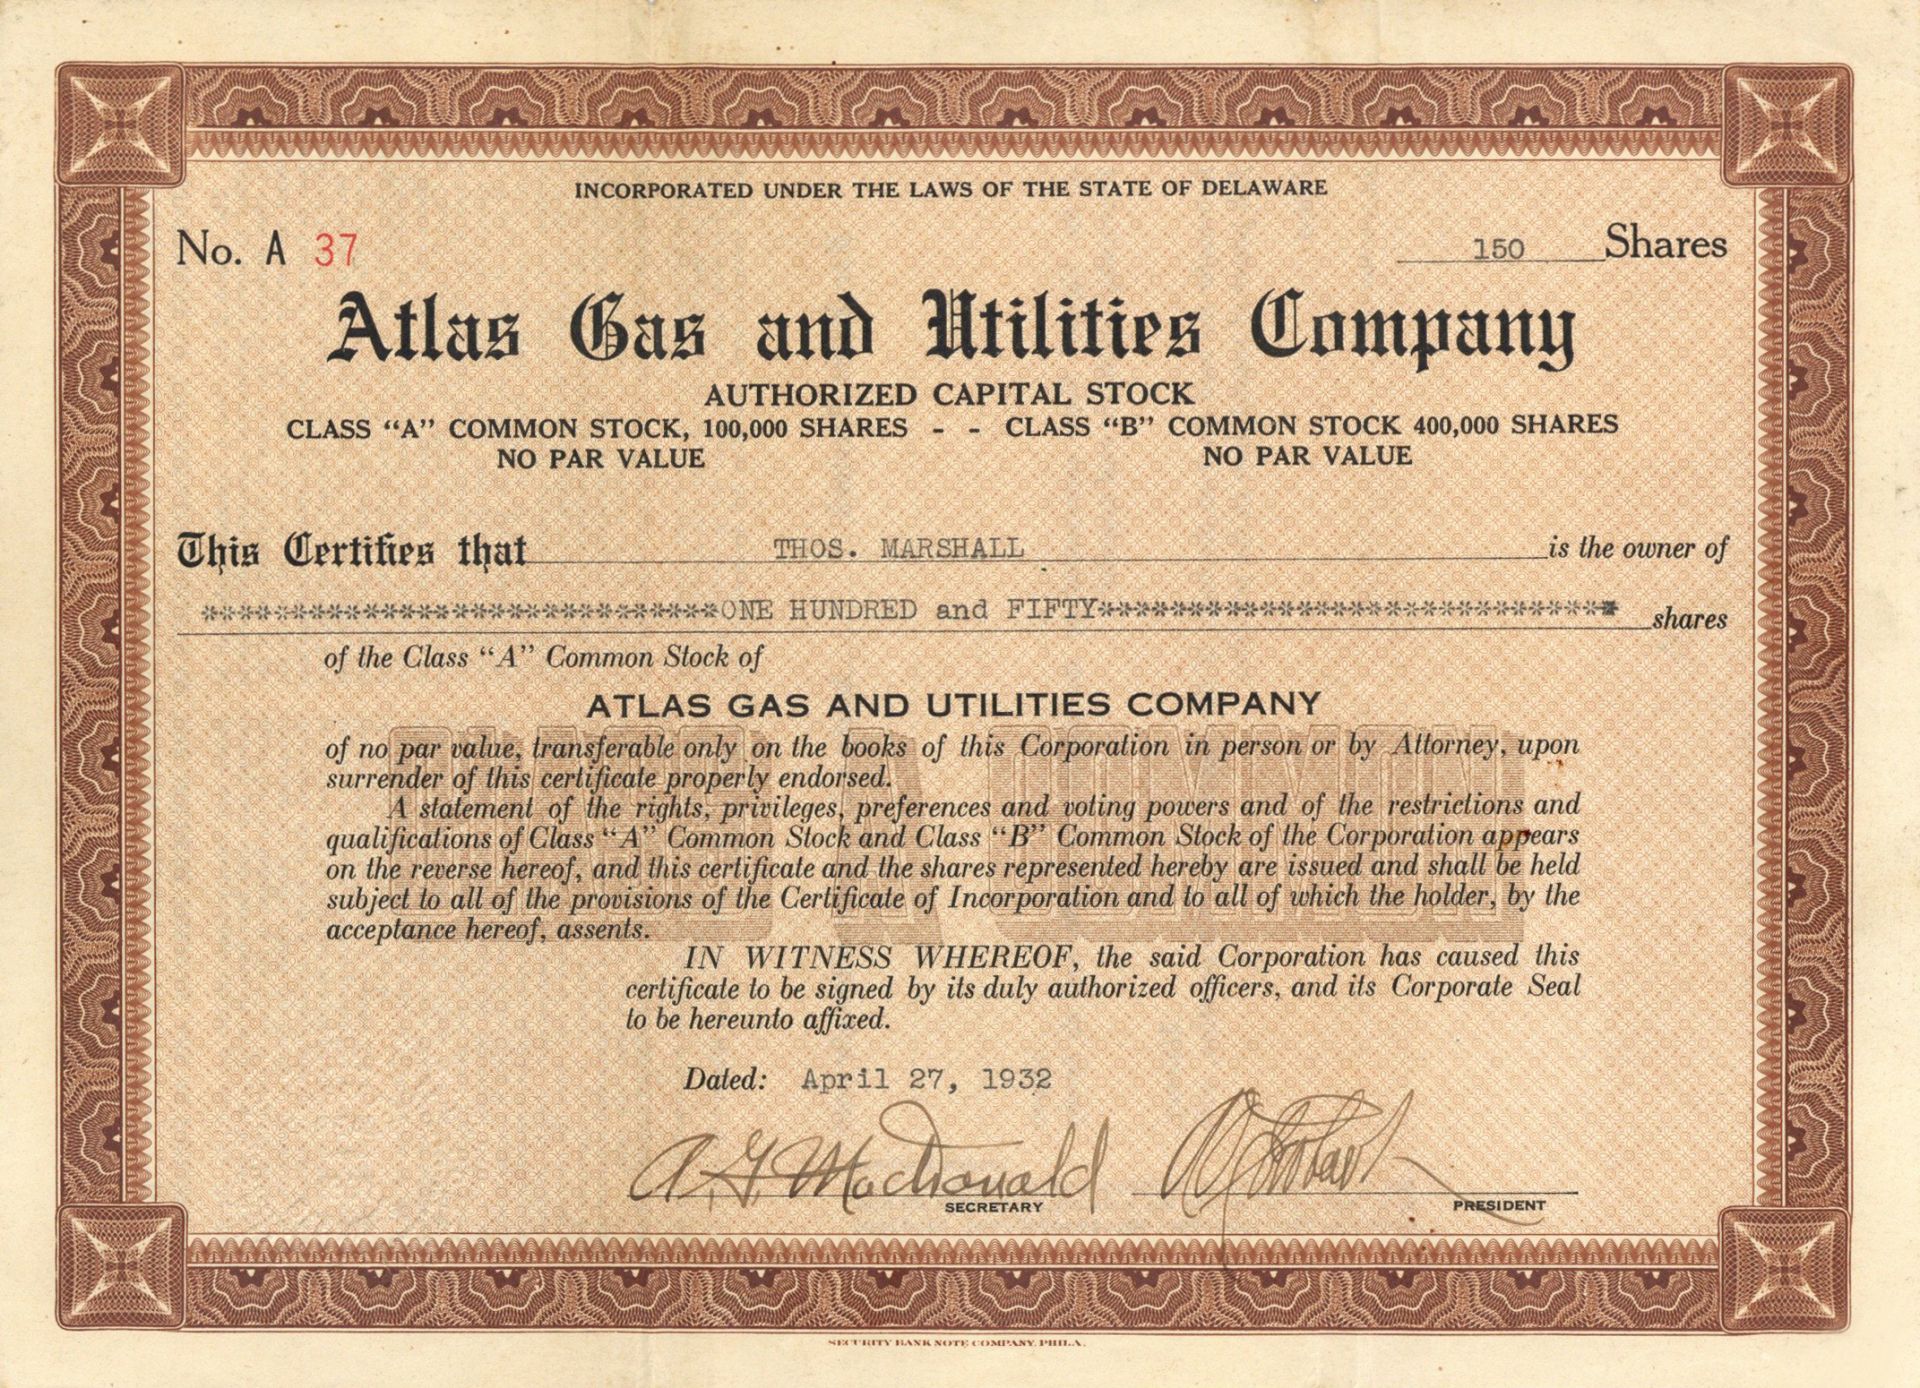 INCORPORATED UNDER THE LAWS OF THE STATE OF DELAWARE
No. A 37
150 Shares
Atlas Gas and Utilities Company
AUTHORIZED CAPITAL STOCK
CLASS "A" COMMON STOCK, 100,000 SHARES - - CLASS "B" COMMON STOCK 400,000 SHARES
NO PAR VALUE NO PAR VALUE
This Certifies that THOS. MARSHALL is the owner of
*****************************ONE HUNDRED and FIFTY***************************** shares
of the Class "A" Common Stock of
ATLAS GAS AND UTILITIES COMPANY
of no par value, transferable only on the books of this Corporation in person or by Attorney, upon
surrender of this certificate properly endorsed.
A statement of the rights, privileges, preferences and voting powers and of the restrictions and
qualifications of Class "A" Common Stock and Class "B" Common Stock of the Corporation appears
on the reverse hereof, and this certificate and the shares represented hereby are issued and shall be held
subject to all of the provisions of the Certificate of Incorporation and to all of which the holder, by the
acceptance hereof, assents.
CLASS A COMMON
IN WITNESS WHEREOF, the said Corporation has caused this
certificate to be signed by its duly authorized officers, and its Corporate Seal
to be hereunto affixed.
Dated: April 27, 1932
A. G. MacDonald
SECRETARY
PRESIDENT
SECURITY BANK NOTE COMPANY, PHILA.